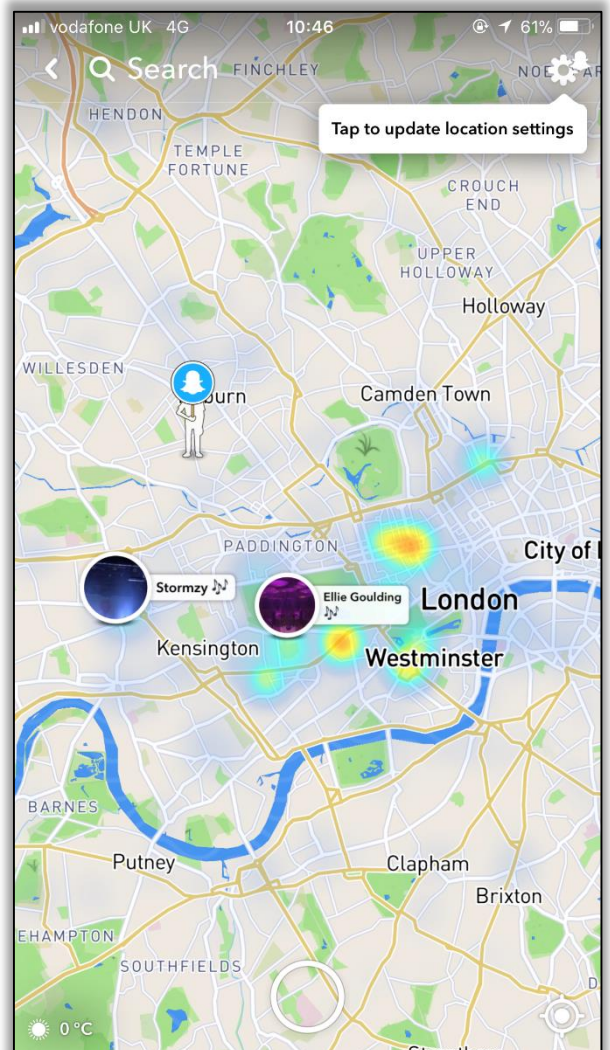 vodafone UK 4G 10:46 61%
Search
FINCHLEY
HENDON
Tap to update location settings
TEMPLE
FORTUNE
CROUCH
END
UPPER
HOLLOWAY
Holloway
WILLESDEN
Camden Town
PADDINGTON
City of
Stormzy
Ellie Goulding
London
Kensington
Westminster
BARNES
Putney
Clapham
Brixton
EHAMPTON
SOUTHFIELDS
0 °C